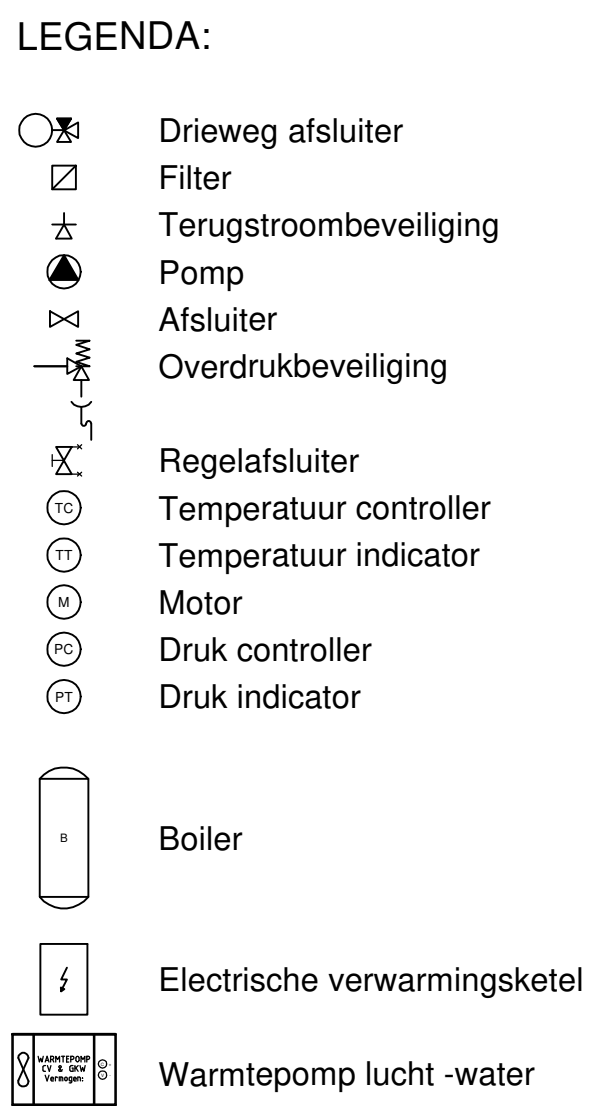 LEGENDA:
Drieweg afsluiter
Filter
Terugstroombeveiliging
Pomp
Afsluiter
Overdrukbeveiliging
Regelafsluiter
TC Temperatuur controller
TT Temperatuur indicator
M Motor
PC Druk controller
PT Druk indicator
B Boiler
Electrische verwarmingsketel
WARMTEPOMP
CV & GKW
Vermogen:
Warmtepomp lucht -water